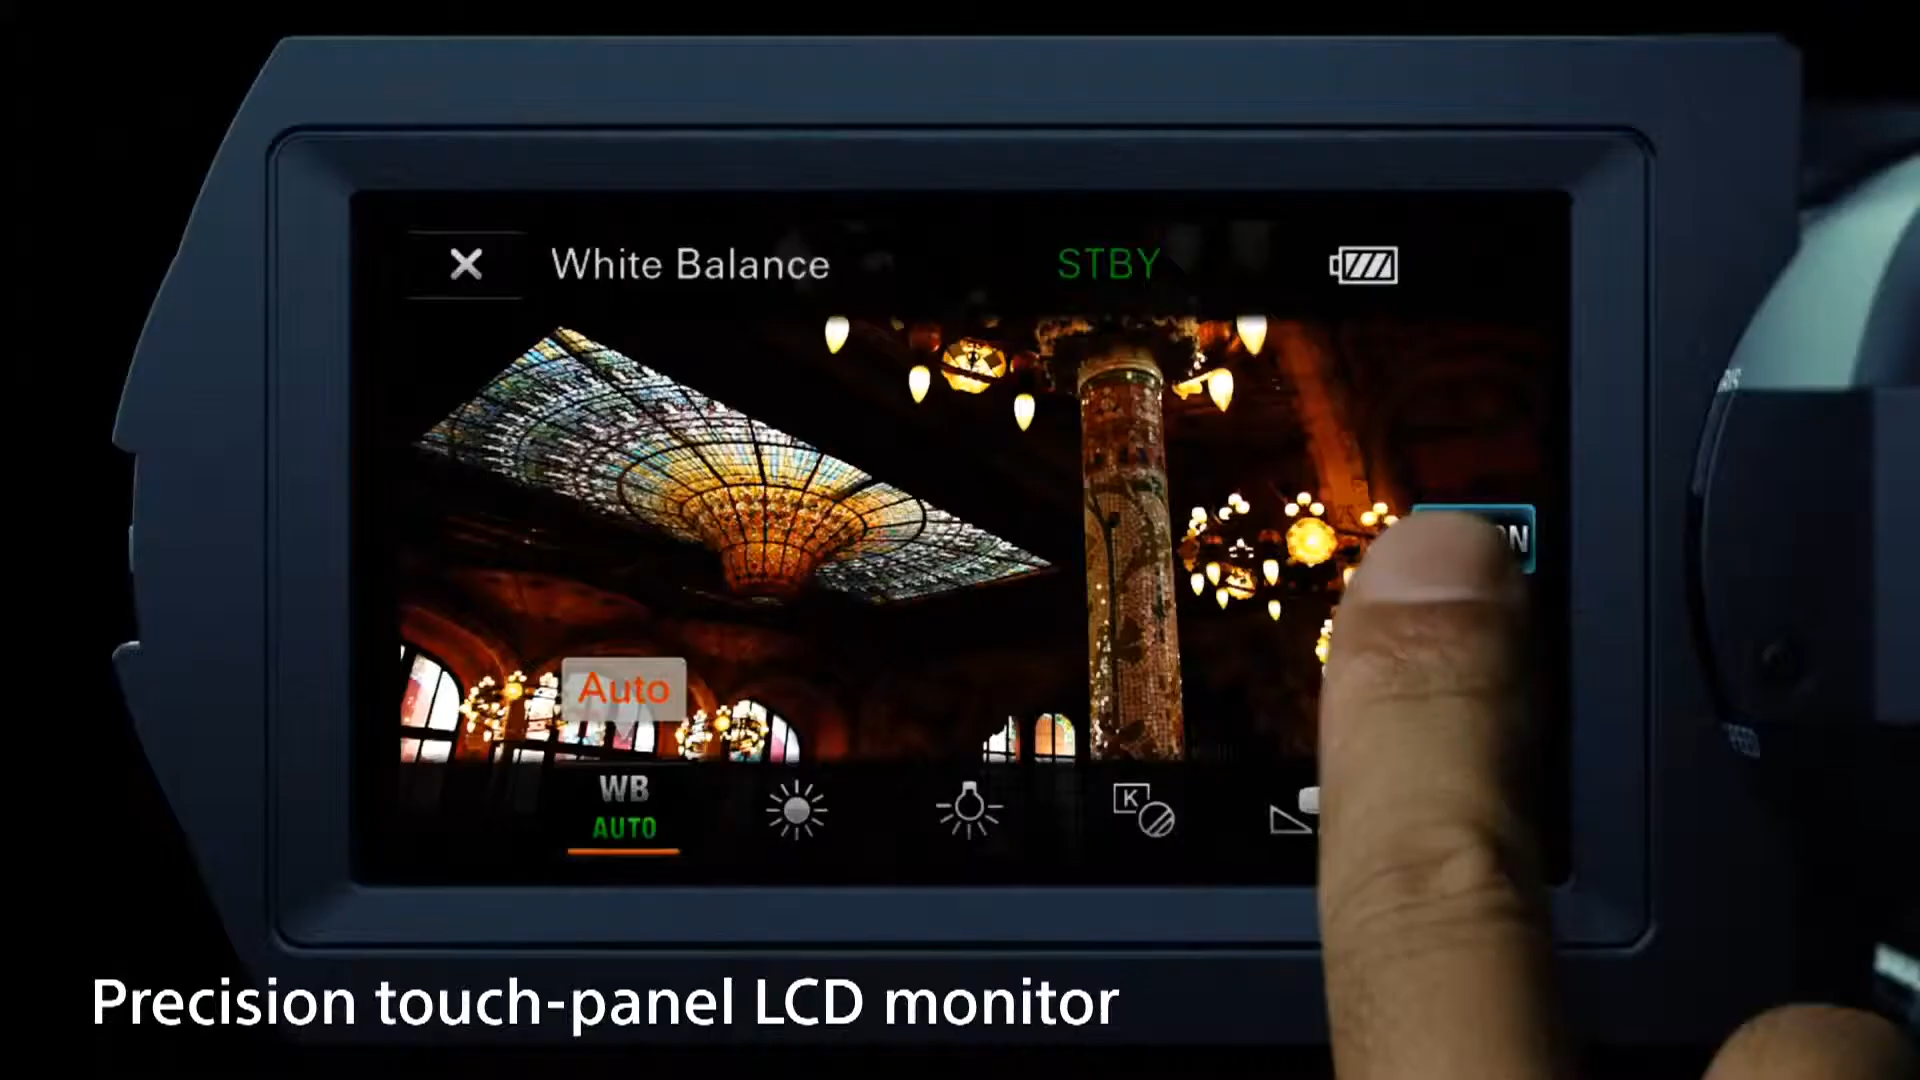 White Balance
STBY
Auto
WB
AUTO
K
Precision touch-panel LCD monitor